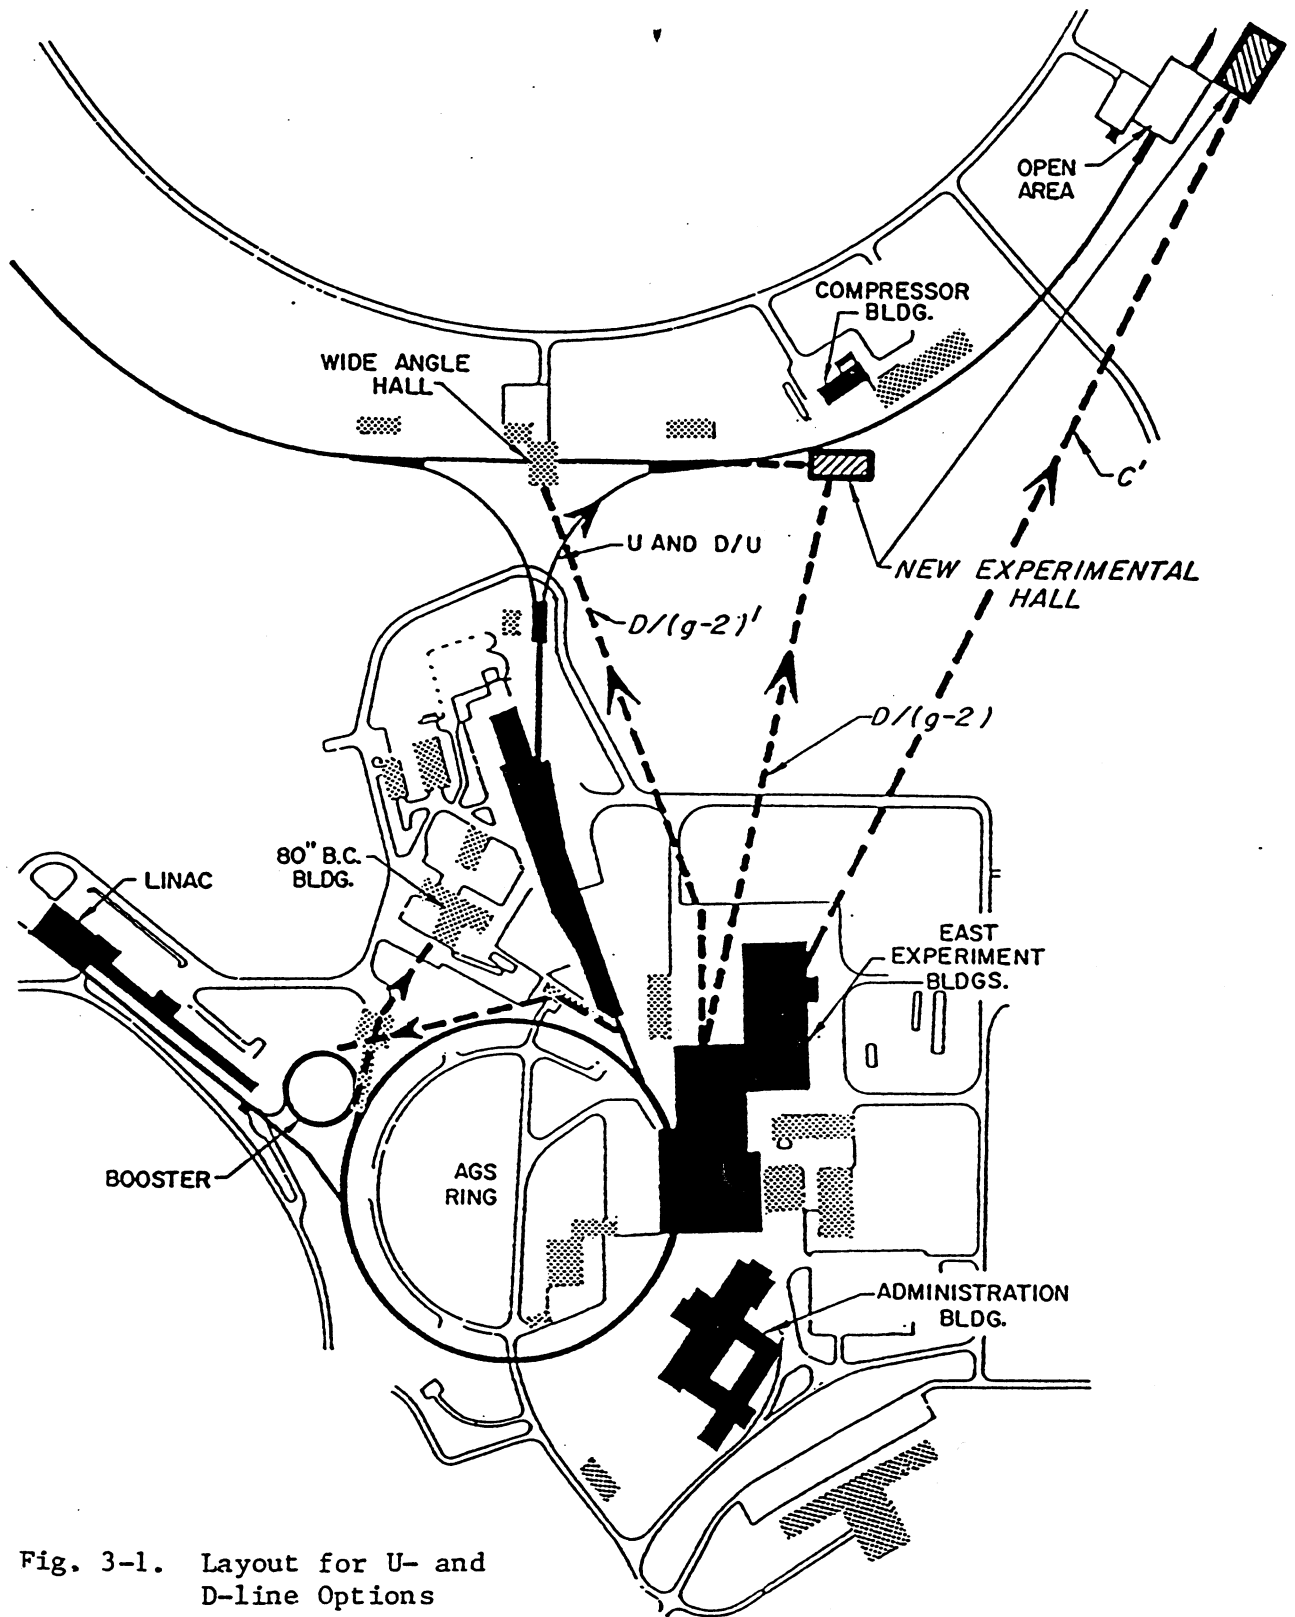 OPEN
AREA
COMPRESSOR
BLDG.
WIDE ANGLE
HALL
C'
U AND D/U
NEW EXPERIMENTAL
HALL
D/(g-2)'
D/(g-2)
80" B.C.
BLDG.
LINAC
EAST
EXPERIMENT
BLDGS.
BOOSTER
AGS
RING
ADMINISTRATION
BLDG.
Fig. 3-1. Layout for U- and
D-line Options